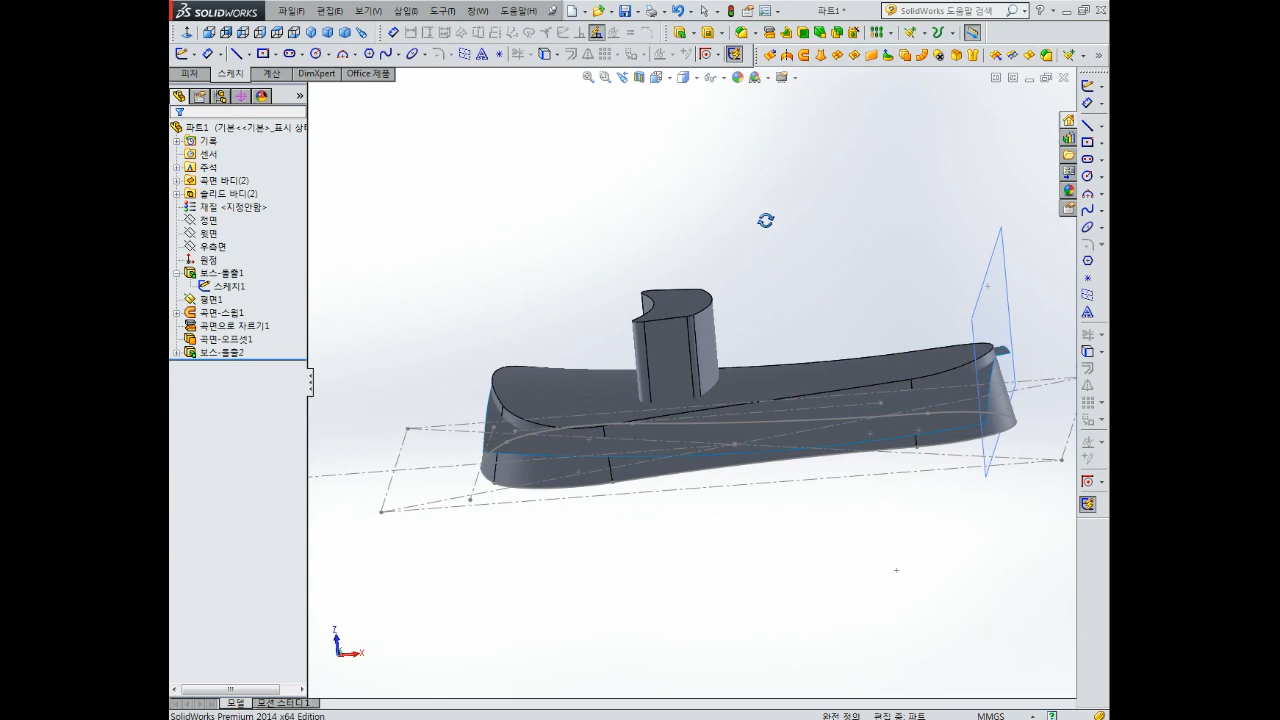 SOLIDWORKS 파일(F) 편집(E) 보기(V) 삽입(I) 도구(T) 창(W) 도움말(H) 파트1 * SolidWorks 도움말 검색
피처 스케치 계산 DimXpert Office 제품
파트1 (기본<<기본>_표시 상태
기록
센서
주석
곡면 바디(2)
솔리드 바디(2)
재질 <지정안함>
정면
윗면
우측면
원점
보스-돌출1
스케치1
평면1
곡면-스윕1
곡면으로 자르기1
곡면-오프셋1
보스-돌출2
Z
X
모델 모션 스터디 1
SolidWorks Premium 2014 x64 Edition 완전 정의 편집 중: 파트 MMGS